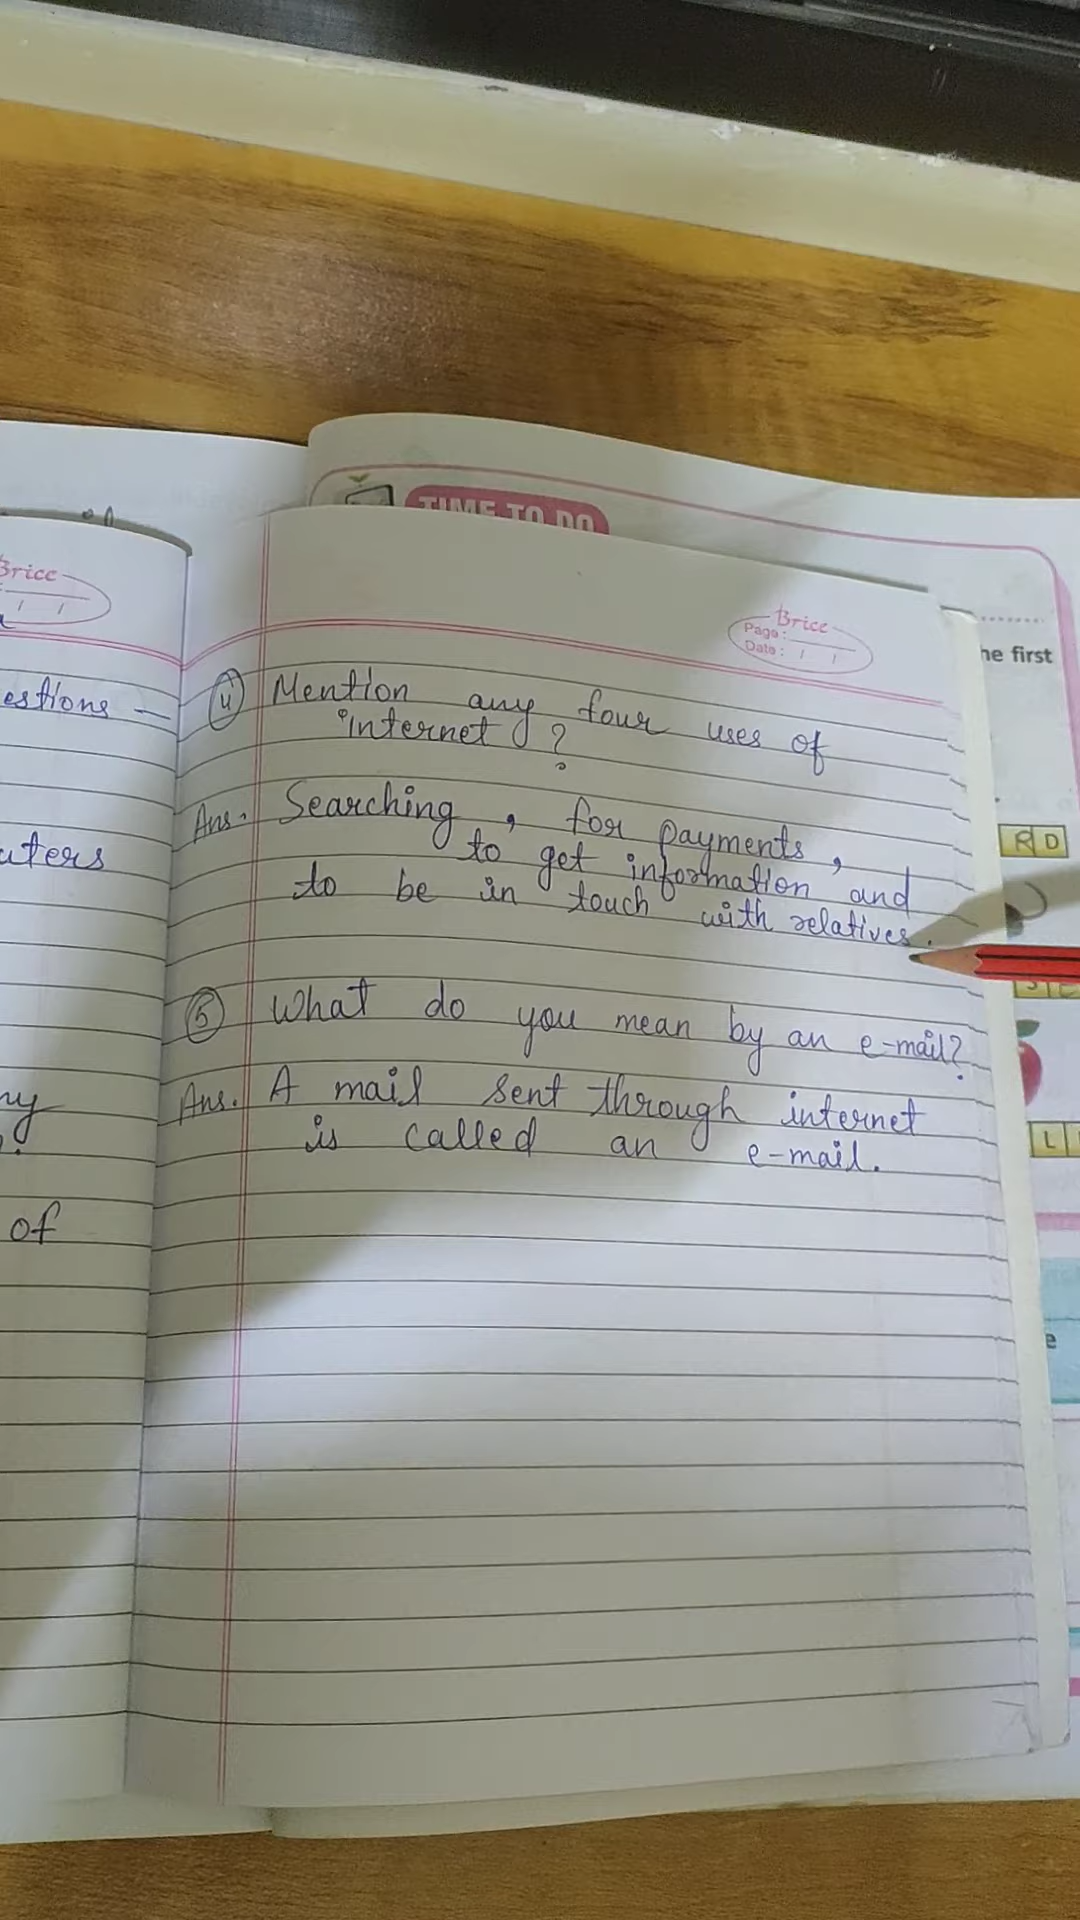 TIME TO DO
Brice
Brice
Page:
Date: / /
he first
estions —
uters
ny
?
of
④ Mention any four uses of
internet ?
Ans. Searching, for payments,
to get information and
to be in touch with relatives.
⑤ What do you mean by an e-mail?
Ans. A mail sent through internet
is called an e-mail.
R D
L
e